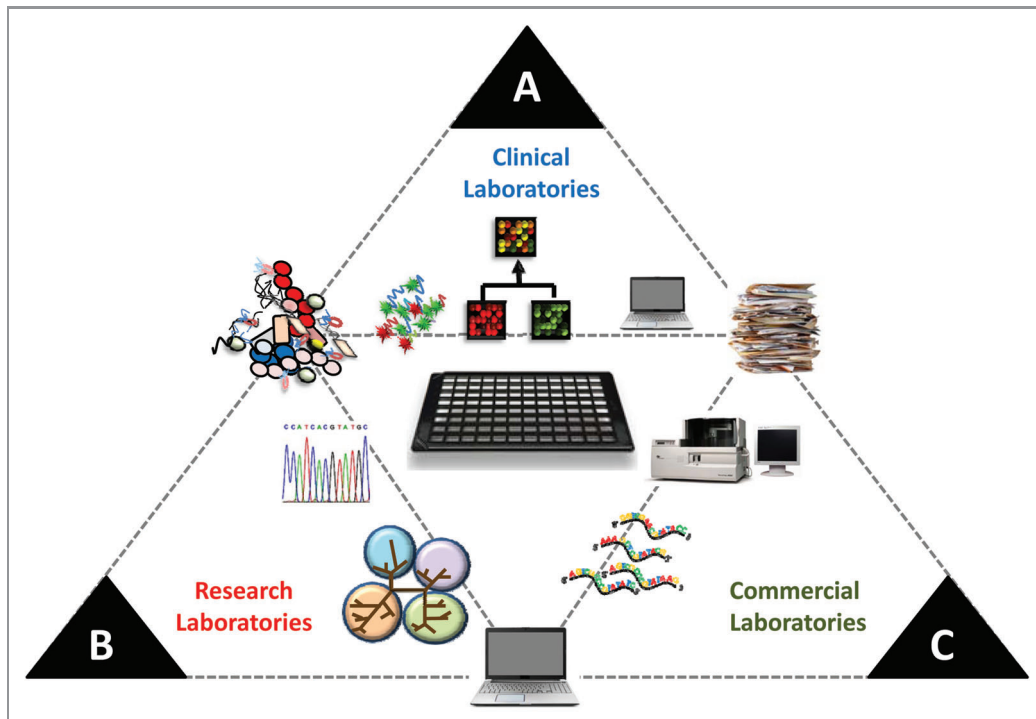 A
Clinical
Laboratories
CCATCACGTATGC
Research
Laboratories
Commercial
Laboratories
B
C